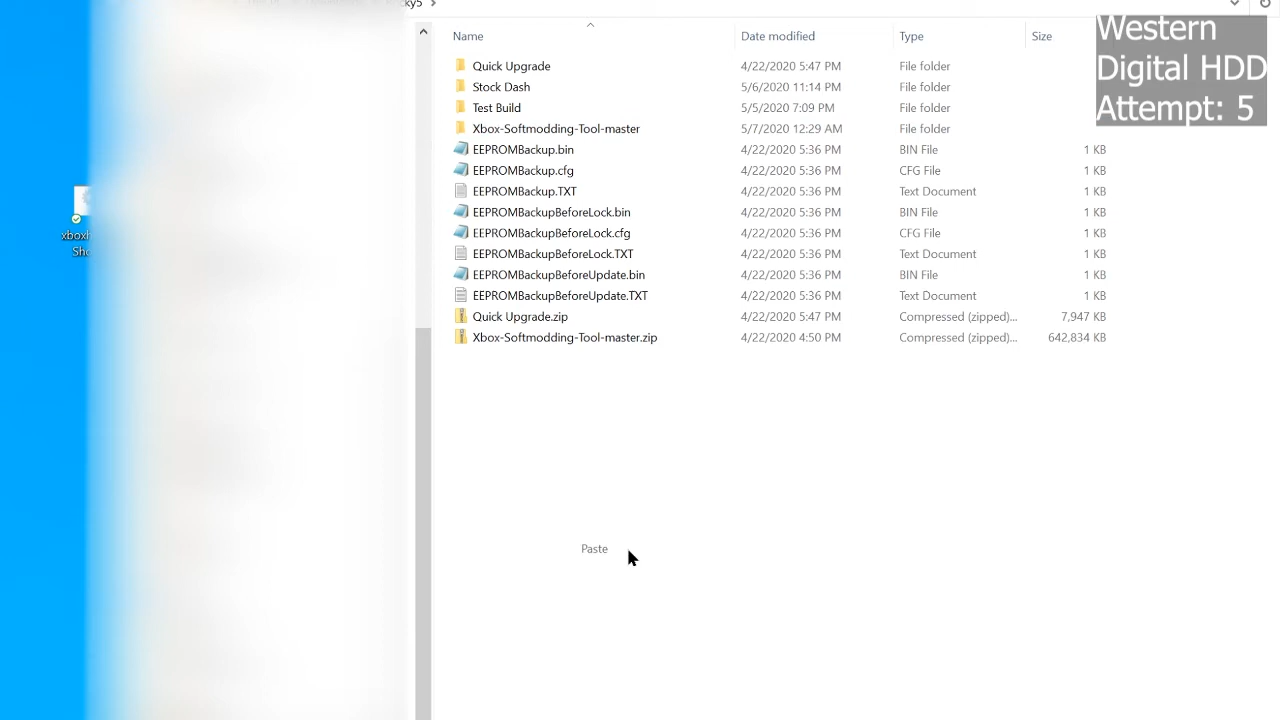 Name Date modified Type Size
Quick Upgrade 4/22/2020 5:47 PM File folder
Stock Dash 5/6/2020 11:14 PM File folder
Test Build 5/5/2020 7:09 PM File folder
Xbox-Softmodding-Tool-master 5/7/2020 12:29 AM File folder
EEPROMBackup.bin 4/22/2020 5:36 PM BIN File 1 KB
EEPROMBackup.cfg 4/22/2020 5:36 PM CFG File 1 KB
EEPROMBackup.TXT 4/22/2020 5:36 PM Text Document 1 KB
EEPROMBackupBeforeLock.bin 4/22/2020 5:36 PM BIN File 1 KB
EEPROMBackupBeforeLock.cfg 4/22/2020 5:36 PM CFG File 1 KB
EEPROMBackupBeforeLock.TXT 4/22/2020 5:36 PM Text Document 1 KB
EEPROMBackupBeforeUpdate.bin 4/22/2020 5:36 PM BIN File 1 KB
EEPROMBackupBeforeUpdate.TXT 4/22/2020 5:36 PM Text Document 1 KB
Quick Upgrade.zip 4/22/2020 5:47 PM Compressed (zipped)... 7,947 KB
Xbox-Softmodding-Tool-master.zip 4/22/2020 4:50 PM Compressed (zipped)... 642,834 KB
Paste
Western
Digital HDD
Attempt: 5